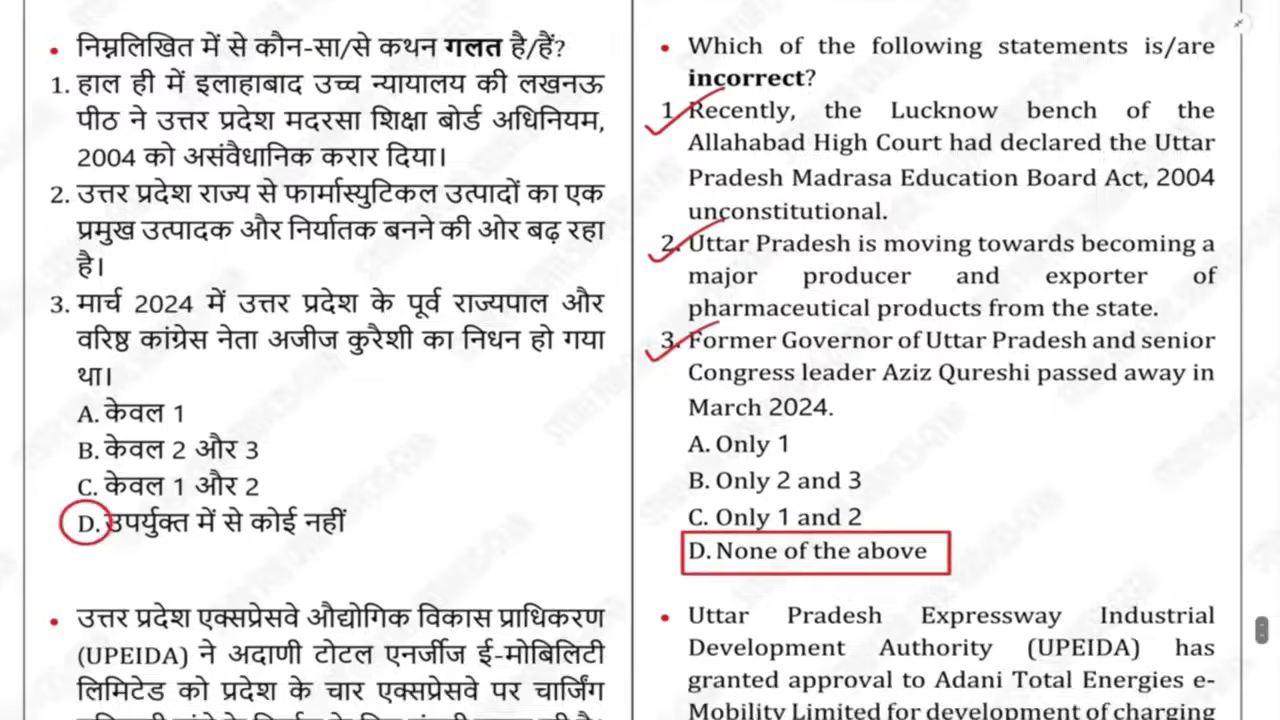 • निम्नलिखित में से कौन-सा/से कथन गलत है/हैं?
1. हाल ही में इलाहाबाद उच्च न्यायालय की लखनऊ
पीठ ने उत्तर प्रदेश मदरसा शिक्षा बोर्ड अधिनियम,
2004 को असंवैधानिक करार दिया।
2. उत्तर प्रदेश राज्य से फार्मास्युटिकल उत्पादों का एक
प्रमुख उत्पादक और निर्यातक बनने की ओर बढ़ रहा
है।
3. मार्च 2024 में उत्तर प्रदेश के पूर्व राज्यपाल और
वरिष्ठ कांग्रेस नेता अजीज कुरैशी का निधन हो गया
था।
A. केवल 1
B. केवल 2 और 3
C. केवल 1 और 2
D. उपर्युक्त में से कोई नहीं
• उत्तर प्रदेश एक्सप्रेसवे औद्योगिक विकास प्राधिकरण
(UPEIDA) ने अदाणी टोटल एनर्जीज ई-मोबिलिटी
लिमिटेड को प्रदेश के चार एक्सप्रेसवे पर चार्जिंग
• Which of the following statements is/are
incorrect?
1. Recently, the Lucknow bench of the
Allahabad High Court had declared the Uttar
Pradesh Madrasa Education Board Act, 2004
unconstitutional.
2. Uttar Pradesh is moving towards becoming a
major producer and exporter of
pharmaceutical products from the state.
3. Former Governor of Uttar Pradesh and senior
Congress leader Aziz Qureshi passed away in
March 2024.
A. Only 1
B. Only 2 and 3
C. Only 1 and 2
D. None of the above
• Uttar Pradesh Expressway Industrial
Development Authority (UPEIDA) has
granted approval to Adani Total Energies e-
Mobility Limited for development of charging